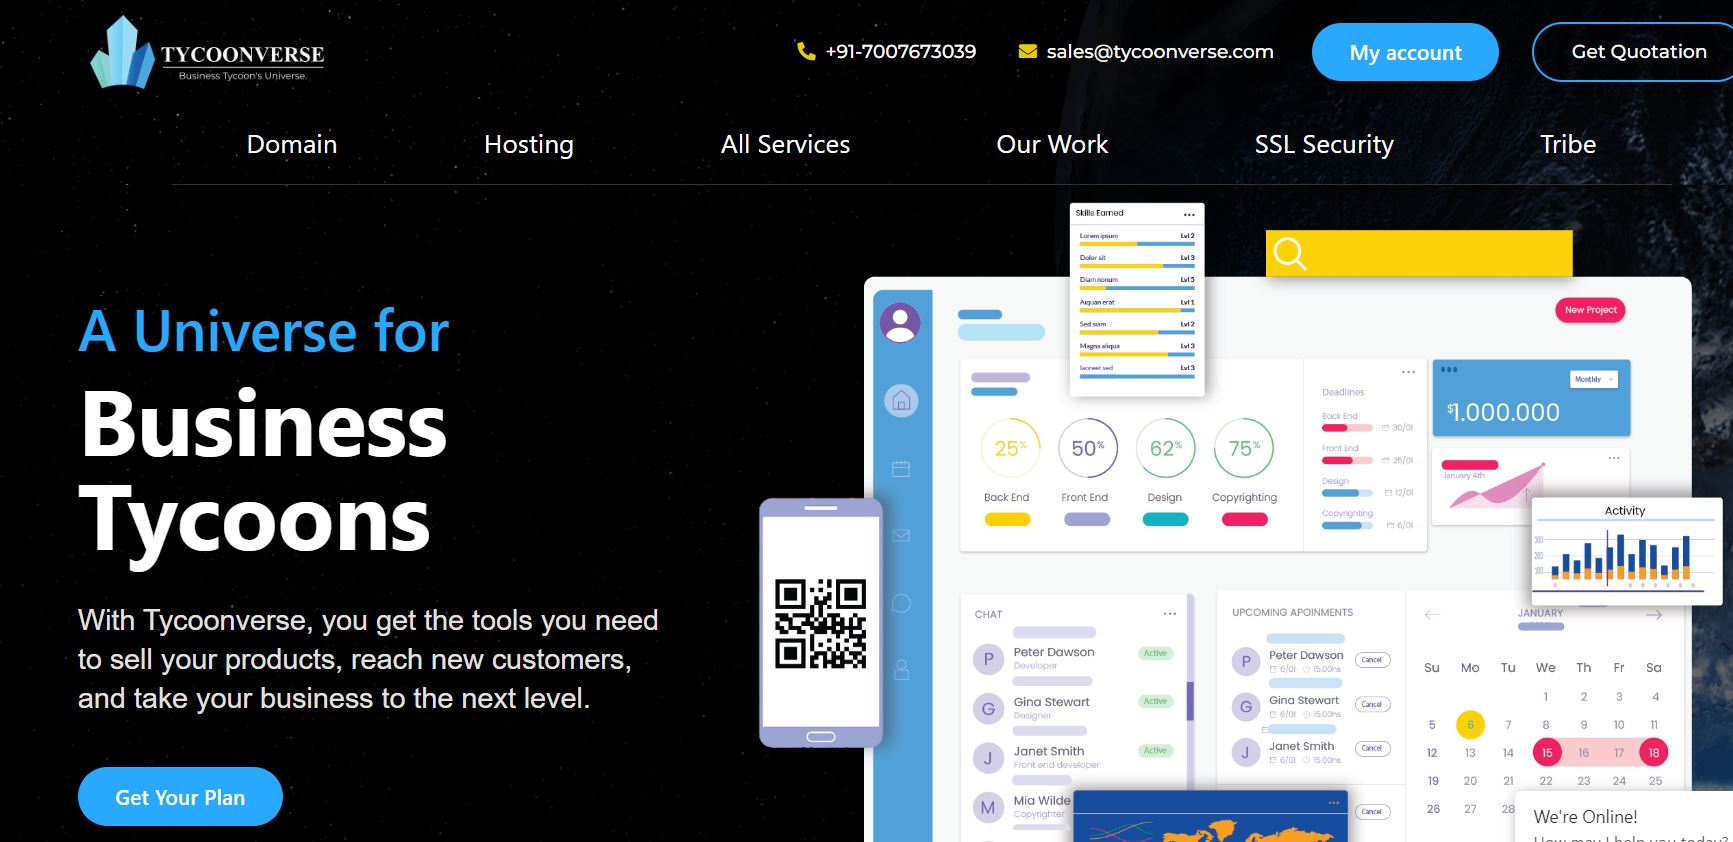 TYCOONVERSE
Business Tycoon's Universe.
+91-7007673039
sales@tycoonverse.com
My account
Get Quotation
Domain
Hosting
All Services
Our Work
SSL Security
Tribe
A Universe for
Business
Tycoons
With Tycoonverse, you get the tools you need
to sell your products, reach new customers,
and take your business to the next level.
Get Your Plan
Skills Earned
Lorem ipsum Lvl 2
Dolor sit Lvl 3
Diam nonum Lvl 5
Aiquan erat Lvl 1
Sed siam Lvl 2
Magna aliqua Lvl 3
laoreet sed Lvl 3
New Project
25% 50% 62% 75%
Back End Front End Design Copyrighting
Deadlines
Back End
30/01
Front End
25/01
Design
12/01
Copyrighting
6/01
Monthly
$1.000.000
January 4th
Activity
300
200
100
CHAT
Peter Dawson
Developer
Active
Gina Stewart
Designer
Active
Janet Smith
Front end developer
Active
Mia Wilde
Copyrighter
P
G
J
M
UPCOMING APOINMENTS
P
Peter Dawson
6/01 15.00hs
Cancel
G
Gina Stewart
6/01 15.00hs
Cancel
J
Janet Smith
6/01 15.00hs
Cancel
Cancel
JANUARY
Su Mo Tu We Th Fr Sa
1 2 3 4
5 6 7 8 9 10 11
12 13 14 15 16 17 18
19 20 21 22 23 24 25
26 27 28
We're Online!
How may I help you today?